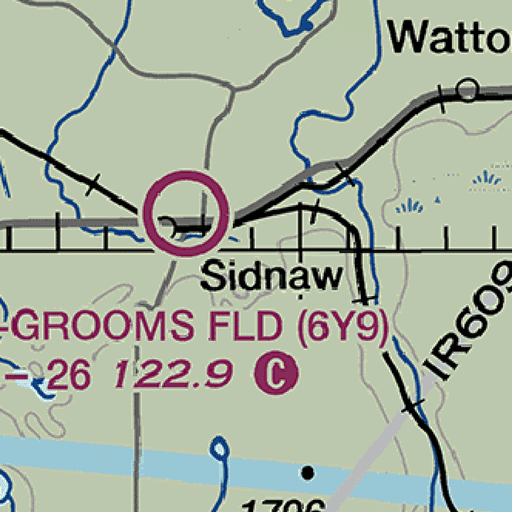 Watto
Sidnaw
-GROOMS FLD (6Y9)
- 26 122.9 C
IR609
1706